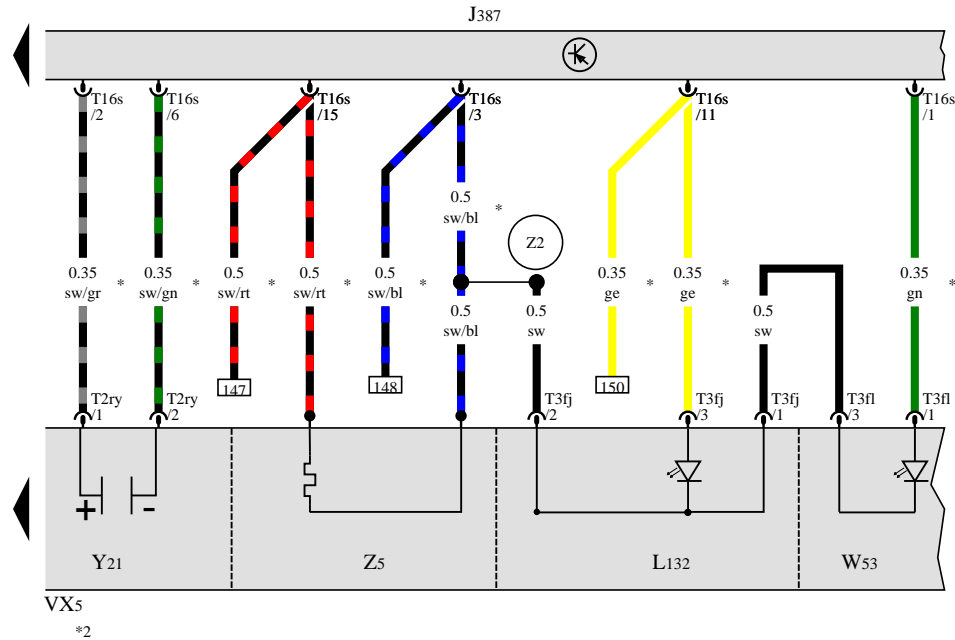 J387
T16s /2
T16s /6
T16s /15
T16s /3
T16s /11
T16s /1
0.5 sw/bl *
Z2
0.35 sw/gr *
0.35 sw/gn *
0.5 sw/rt *
0.5 sw/rt *
0.5 sw/bl *
0.5 sw/bl
0.5 sw
0.35 ge *
0.35 ge *
0.5 sw
0.35 gn *
147
148
150
T2ry /1
T2ry /2
T3fj /2
T3fj /3
T3fj /1
T3fl /3
T3fl /1
+ -
Y21
Z5
L132
W53
VX5
*2